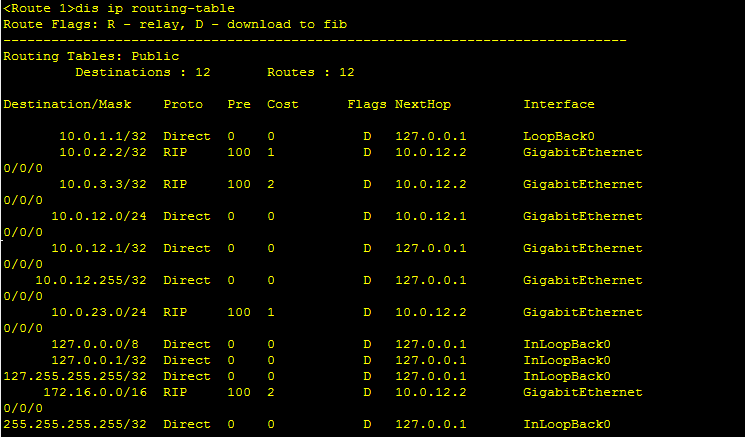 <Route 1>dis ip routing-table
Route Flags: R - relay, D - download to fib
------------------------------------------------------------------------------
Routing Tables: Public
         Destinations : 12       Routes : 12

Destination/Mask    Proto  Pre  Cost      Flags NextHop         Interface

       10.0.1.1/32  Direct  0    0           D   127.0.0.1       LoopBack0
       10.0.2.2/32  RIP     100  1           D   10.0.12.2       GigabitEthernet
0/0/0
       10.0.3.3/32  RIP     100  2           D   10.0.12.2       GigabitEthernet
0/0/0
      10.0.12.0/24  Direct  0    0           D   10.0.12.1       GigabitEthernet
0/0/0
      10.0.12.1/32  Direct  0    0           D   127.0.0.1       GigabitEthernet
0/0/0
    10.0.12.255/32  Direct  0    0           D   127.0.0.1       GigabitEthernet
0/0/0
      10.0.23.0/24  RIP     100  1           D   10.0.12.2       GigabitEthernet
0/0/0
      127.0.0.0/8   Direct  0    0           D   127.0.0.1       InLoopBack0
      127.0.0.1/32  Direct  0    0           D   127.0.0.1       InLoopBack0
127.255.255.255/32  Direct  0    0           D   127.0.0.1       InLoopBack0
     172.16.0.0/16  RIP     100  2           D   10.0.12.2       GigabitEthernet
0/0/0
255.255.255.255/32  Direct  0    0           D   127.0.0.1       InLoopBack0